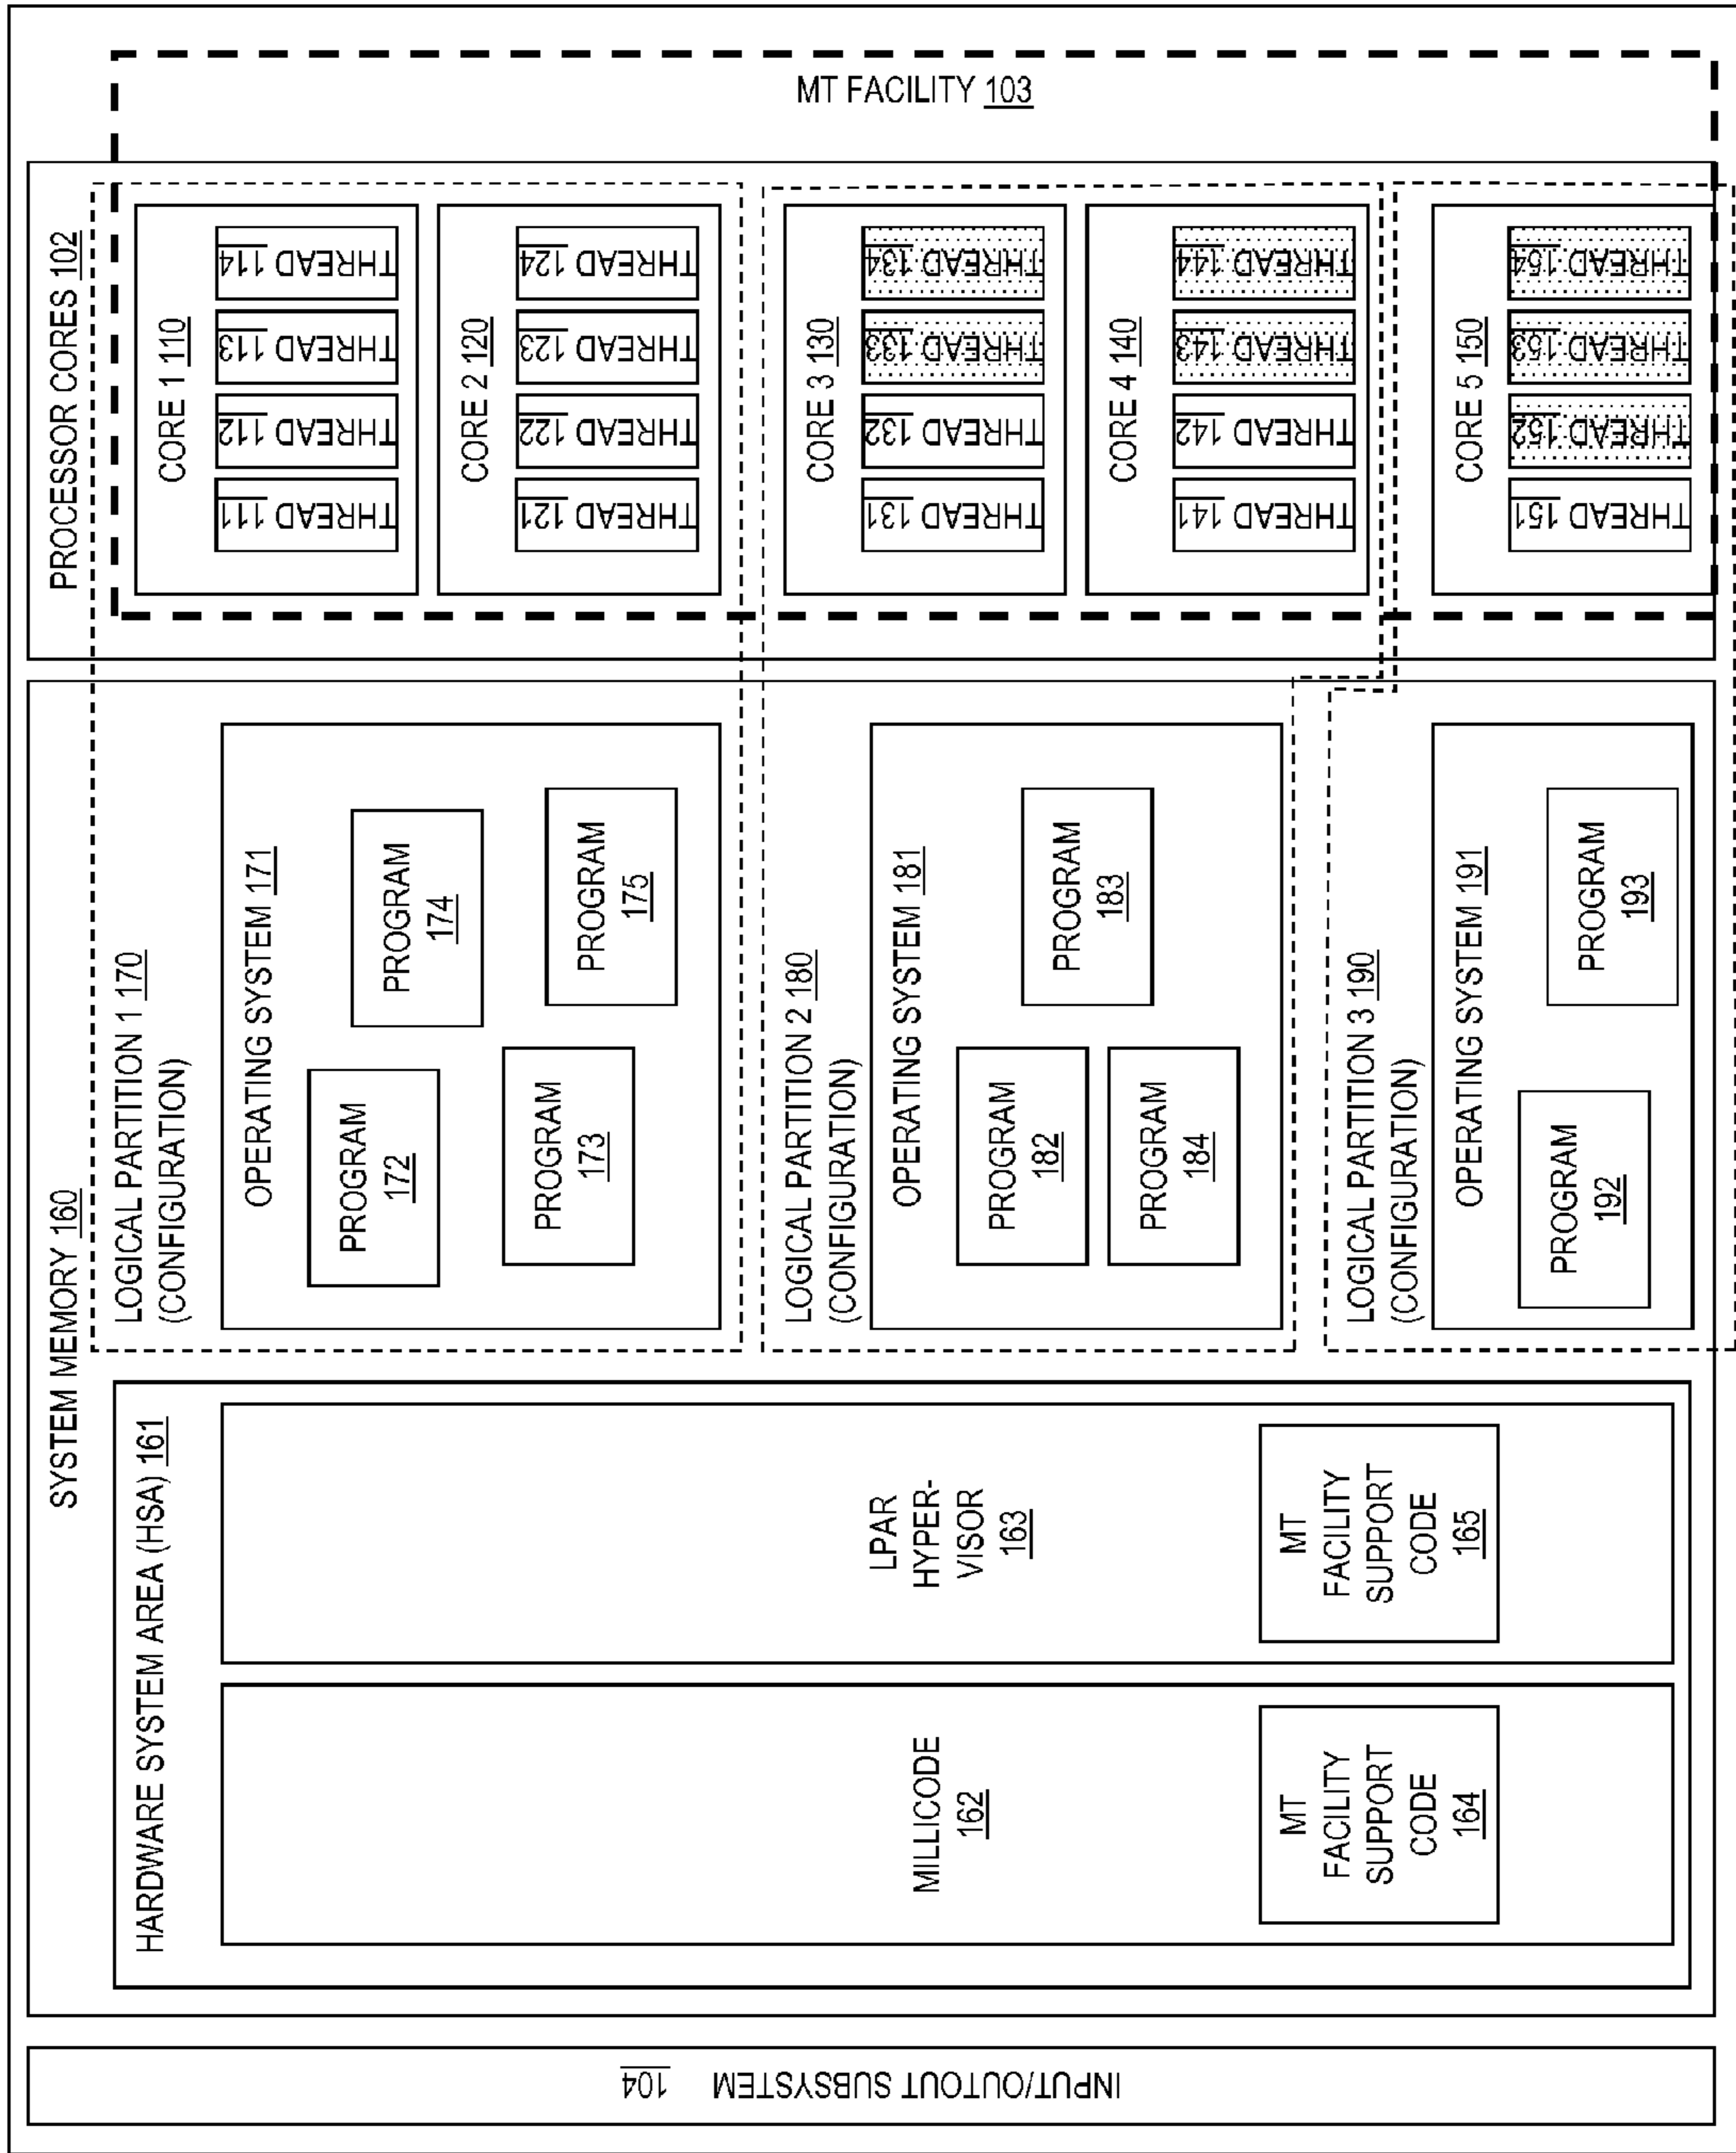 PROCESSOR CORES 102
MT FACILITY 103
CORE 1 110
THREAD 111
THREAD 112
THREAD 113
THREAD 114
CORE 2 120
THREAD 121
THREAD 122
THREAD 123
THREAD 124
CORE 3 130
THREAD 131
THREAD 132
THREAD 133
THREAD 134
CORE 4 140
THREAD 141
THREAD 142
THREAD 143
THREAD 144
CORE 5 150
THREAD 151
THREAD 152
THREAD 153
THREAD 154
SYSTEM MEMORY 160
LOGICAL PARTITION 1 170
(CONFIGURATION)
OPERATING SYSTEM 171
PROGRAM
172
PROGRAM
174
PROGRAM
173
PROGRAM
175
LOGICAL PARTITION 2 180
(CONFIGURATION)
OPERATING SYSTEM 181
PROGRAM
182
PROGRAM
183
PROGRAM
184
LOGICAL PARTITION 3 190
(CONFIGURATION)
OPERATING SYSTEM 191
PROGRAM
192
PROGRAM
193
HARDWARE SYSTEM AREA (HSA) 161
MILLICODE
162
MT
FACILITY
SUPPORT
CODE
164
LPAR
HYPER-
VISOR
163
MT
FACILITY
SUPPORT
CODE
165
INPUT/OUTOUT SUBSYSTEM 104